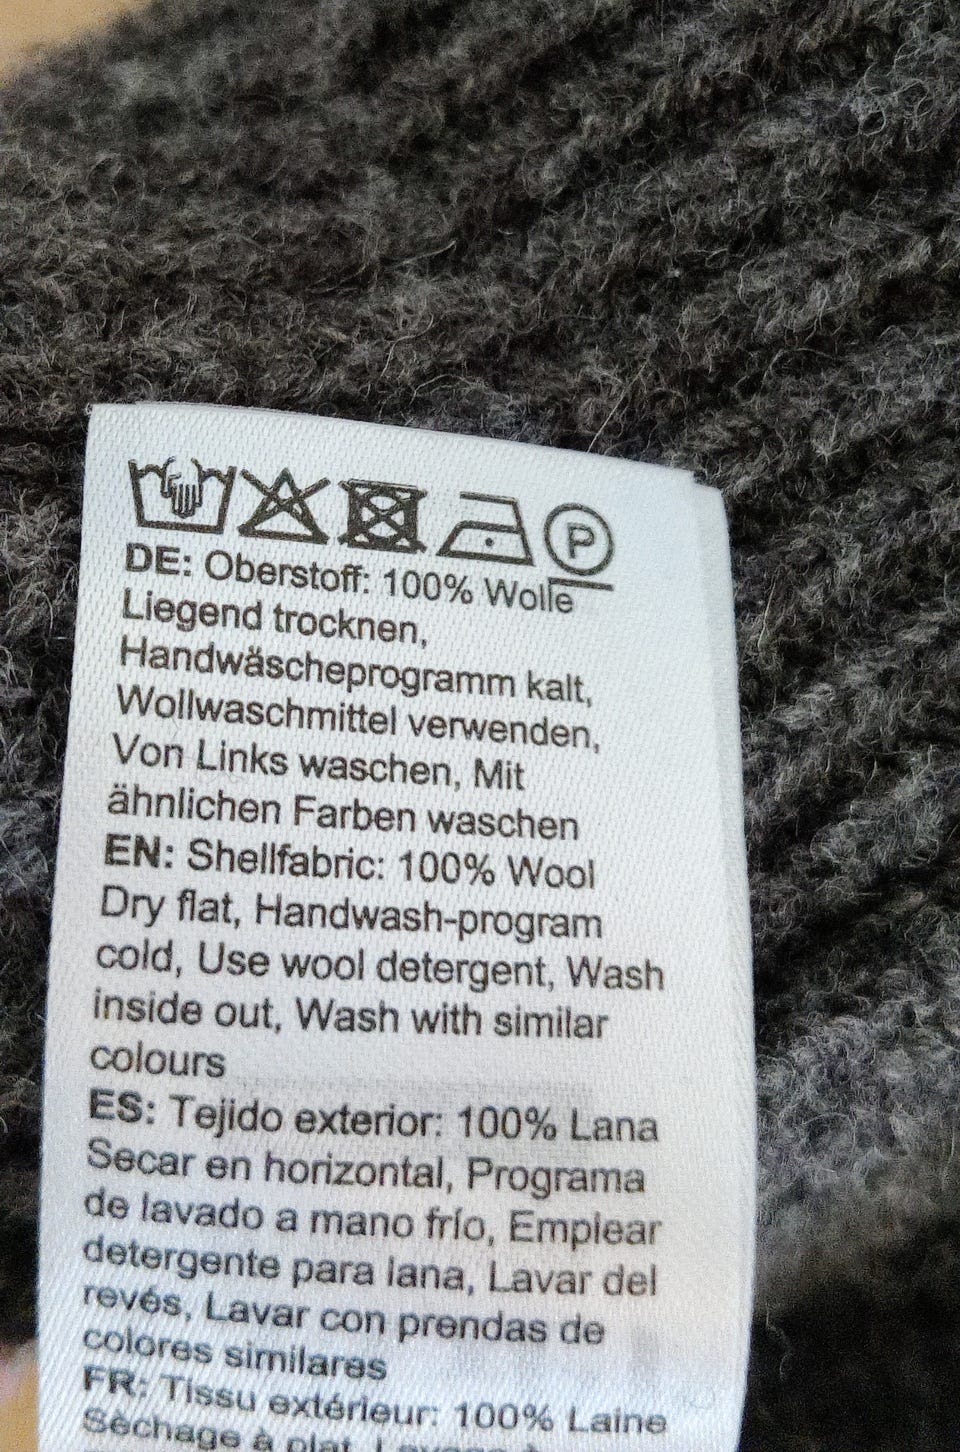 P
DE: Oberstoff: 100% Wolle
Liegend trocknen,
Handwäscheprogramm kalt,
Wollwaschmittel verwenden,
Von Links waschen, Mit
ähnlichen Farben waschen
EN: Shellfabric: 100% Wool
Dry flat, Handwash-program
cold, Use wool detergent, Wash
inside out, Wash with similar
colours
ES: Tejido exterior: 100% Lana
Secar en horizontal, Programa
de lavado a mano frío, Emplear
detergente para lana, Lavar del
revés, Lavar con prendas de
colores similares
FR: Tissu extérieur: 100% Laine
Séchage à plat, Lavage à